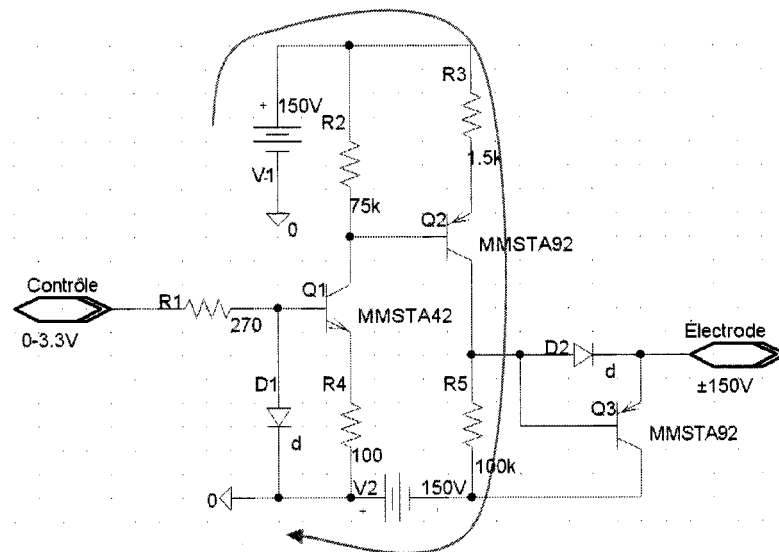 R3
+ 150V
R2
1.5k
V1
75k
0
Q2
MMSTA92
Contrôle
Q1
R1
MMSTA42
270
0-3.3V
Électrode
D2
d
±150V
D1
R4
R5
Q3
d
MMSTA92
100
100k
0
V2
150V
+